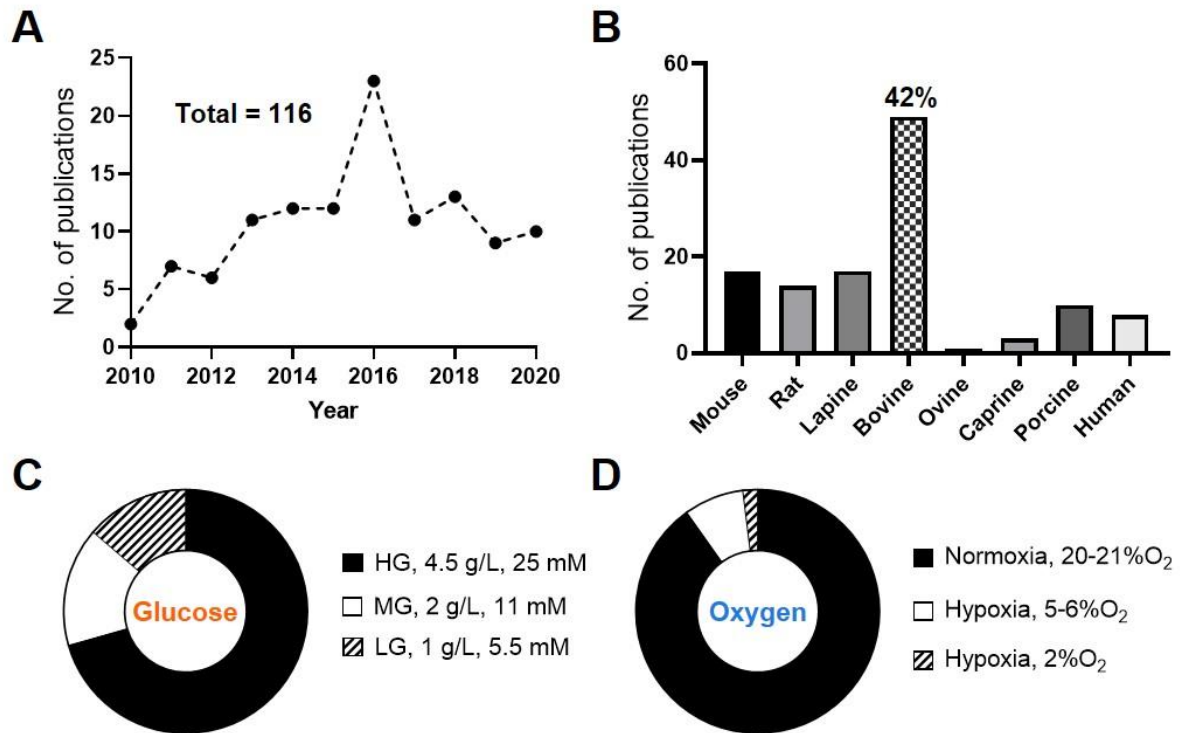 A
No. of publications
25
20
15
10
5
0
Total = 116
2010 2012 2014 2016 2018 2020
Year
B
No. of publications
60
40
20
0
42%
Mouse
Rat
Lapine
Bovine
Ovine
Caprine
Porcine
Human
C
Glucose
HG, 4.5 g/L, 25 mM
MG, 2 g/L, 11 mM
LG, 1 g/L, 5.5 mM
D
Oxygen
Normoxia, 20-21%O₂
Hypoxia, 5-6%O₂
Hypoxia, 2%O₂